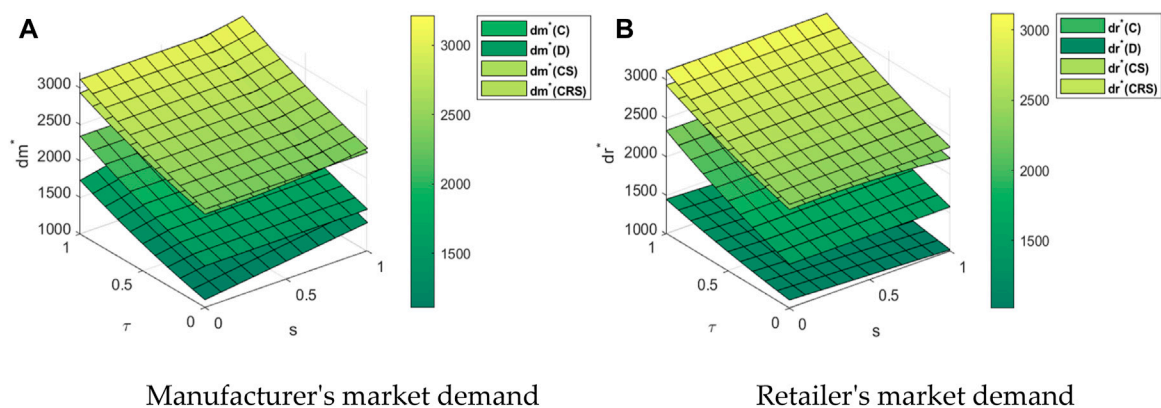 A
dm*(C)
dm*(D)
dm*(CS)
dm*(CRS)
3000
2500
2000
1500
dm*
3000
2500
2000
1500
1000
1
0.5
0
τ
0
0.5
1
s
B
dr*(C)
dr*(D)
dr*(CS)
dr*(CRS)
3000
2500
2000
1500
dr*
3000
2500
2000
1500
1000
1
0.5
0
τ
0
0.5
1
s
Manufacturer's market demand
Retailer's market demand